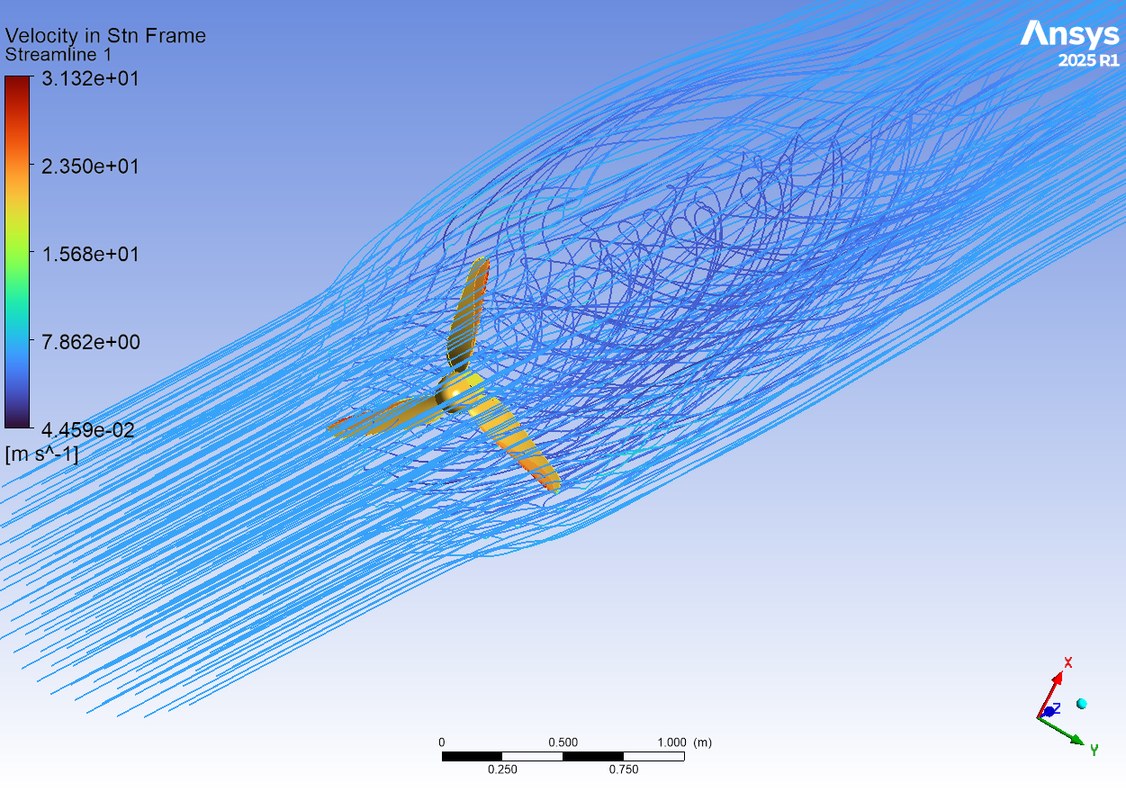 Velocity in Stn Frame
Streamline 1
3.132e+01
2.350e+01
1.568e+01
7.862e+00
4.459e-02
[m s^-1]
Ansys
2025 R1
0 0.500 1.000 (m)
0.250 0.750
X
Z
Y